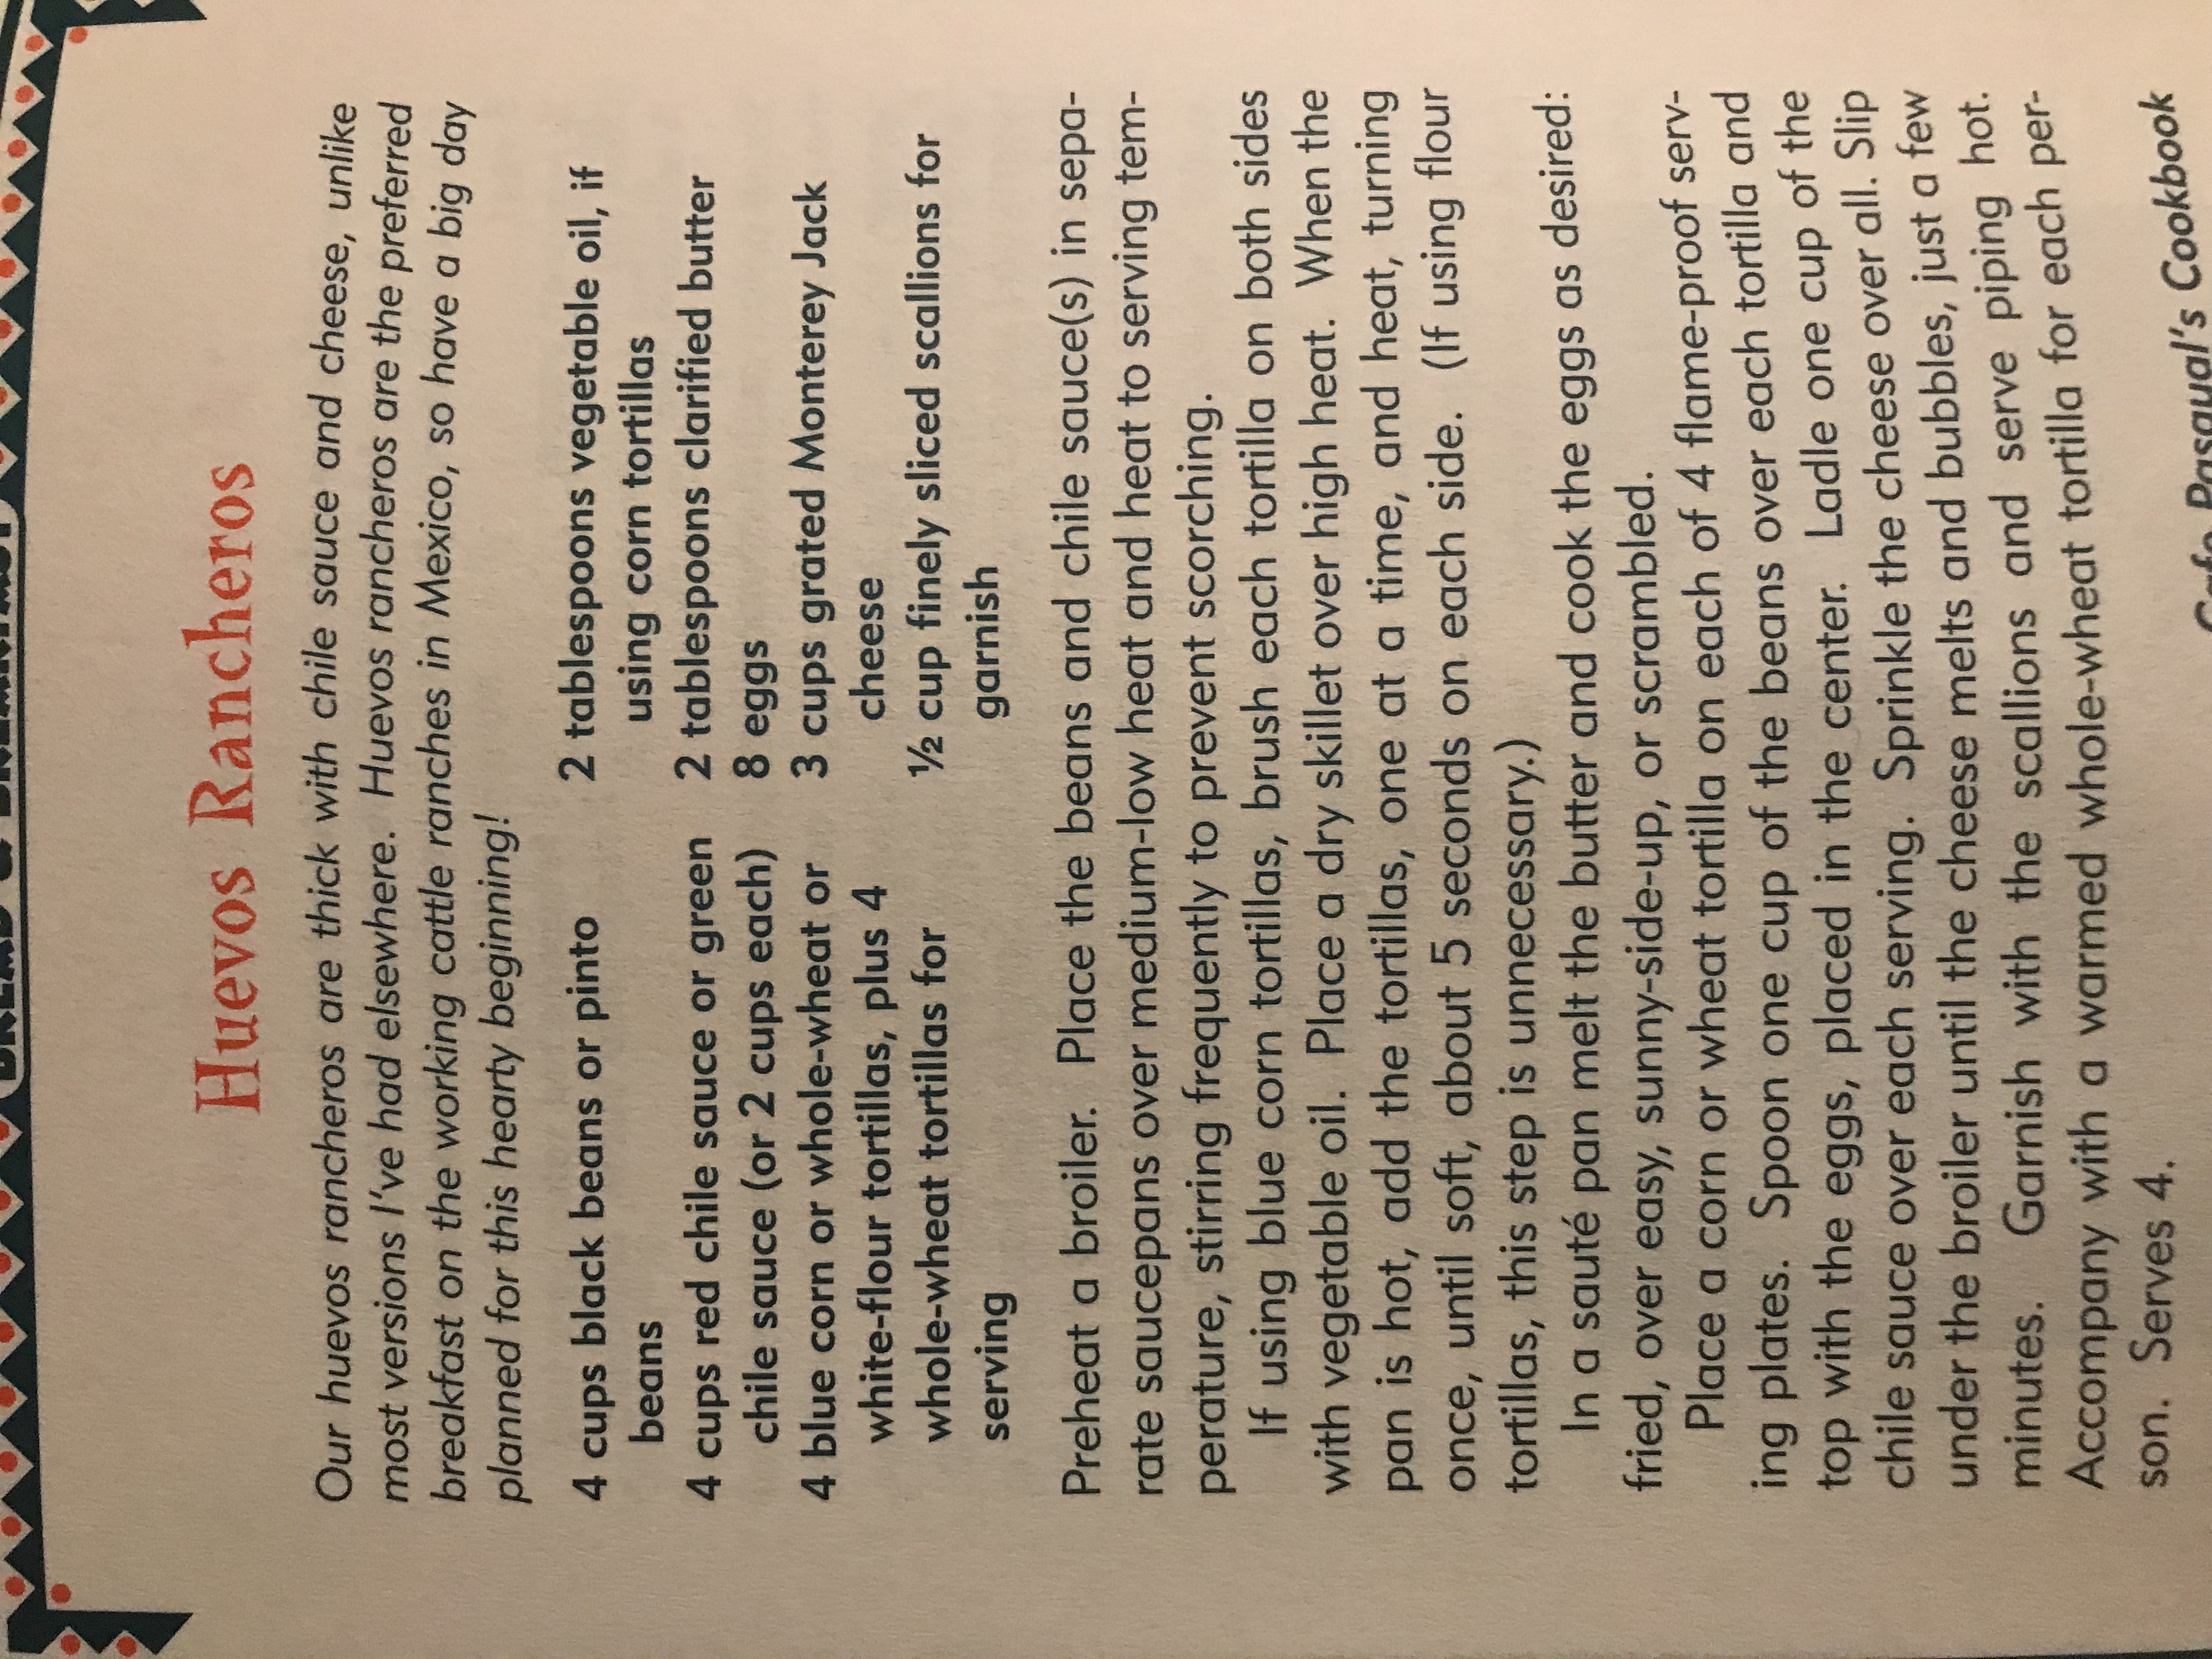 BREAD & BREAKFAST
Huevos Rancheros
Our huevos rancheros are thick with chile sauce and cheese, unlike
most versions I've had elsewhere. Huevos rancheros are the preferred
breakfast on the working cattle ranches in Mexico, so have a big day
planned for this hearty beginning!
4 cups black beans or pinto
beans
4 cups red chile sauce or green
chile sauce (or 2 cups each)
4 blue corn or whole-wheat or
white-flour tortillas, plus 4
whole-wheat tortillas for
serving
2 tablespoons vegetable oil, if
using corn tortillas
2 tablespoons clarified butter
8 eggs
3 cups grated Monterey Jack
cheese
½ cup finely sliced scallions for
garnish
Preheat a broiler. Place the beans and chile sauce(s) in sepa-
rate saucepans over medium-low heat and heat to serving tem-
perature, stirring frequently to prevent scorching.
If using blue corn tortillas, brush each tortilla on both sides
with vegetable oil. Place a dry skillet over high heat. When the
pan is hot, add the tortillas, one at a time, and heat, turning
once, until soft, about 5 seconds on each side. (If using flour
tortillas, this step is unnecessary.)
In a sauté pan melt the butter and cook the eggs as desired:
fried, over easy, sunny-side-up, or scrambled.
Place a corn or wheat tortilla on each of 4 flame-proof serv-
ing plates. Spoon one cup of the beans over each tortilla and
top with the eggs, placed in the center. Ladle one cup of the
chile sauce over each serving. Sprinkle the cheese over all. Slip
under the broiler until the cheese melts and bubbles, just a few
minutes. Garnish with the scallions and serve piping hot.
Accompany with a warmed whole-wheat tortilla for each per-
son. Serves 4.
Cafe Pasqual's Cookbook